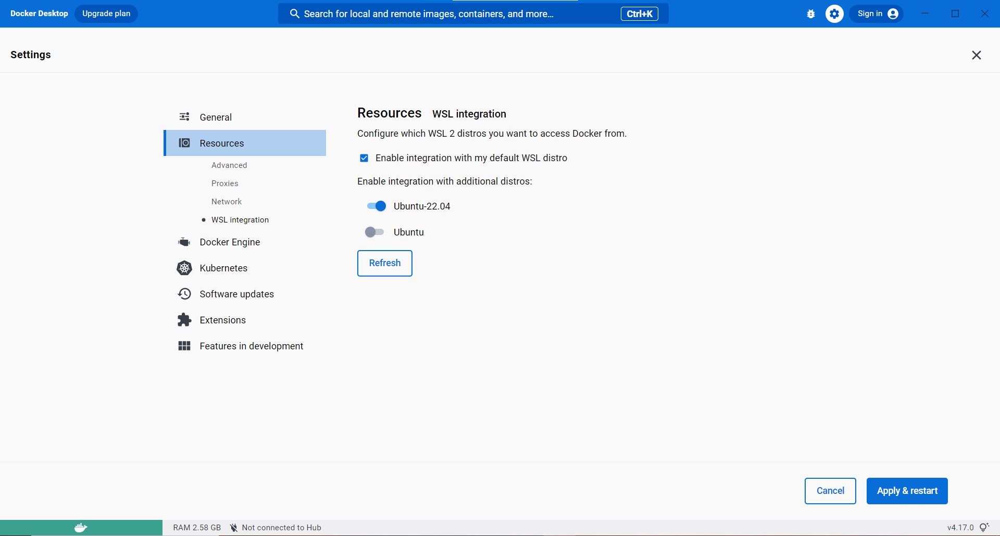 Docker Desktop Upgrade plan Search for local and remote images, containers, and more... Ctrl+K Sign in
Settings
General
Resources
Advanced
Proxies
Network
WSL integration
Docker Engine
Kubernetes
Software updates
Extensions
Features in development
Resources WSL integration
Configure which WSL 2 distros you want to access Docker from.
Enable integration with my default WSL distro
Enable integration with additional distros:
Ubuntu-22.04
Ubuntu
Refresh
Cancel Apply & restart
RAM 2.58 GB Not connected to Hub v4.17.0